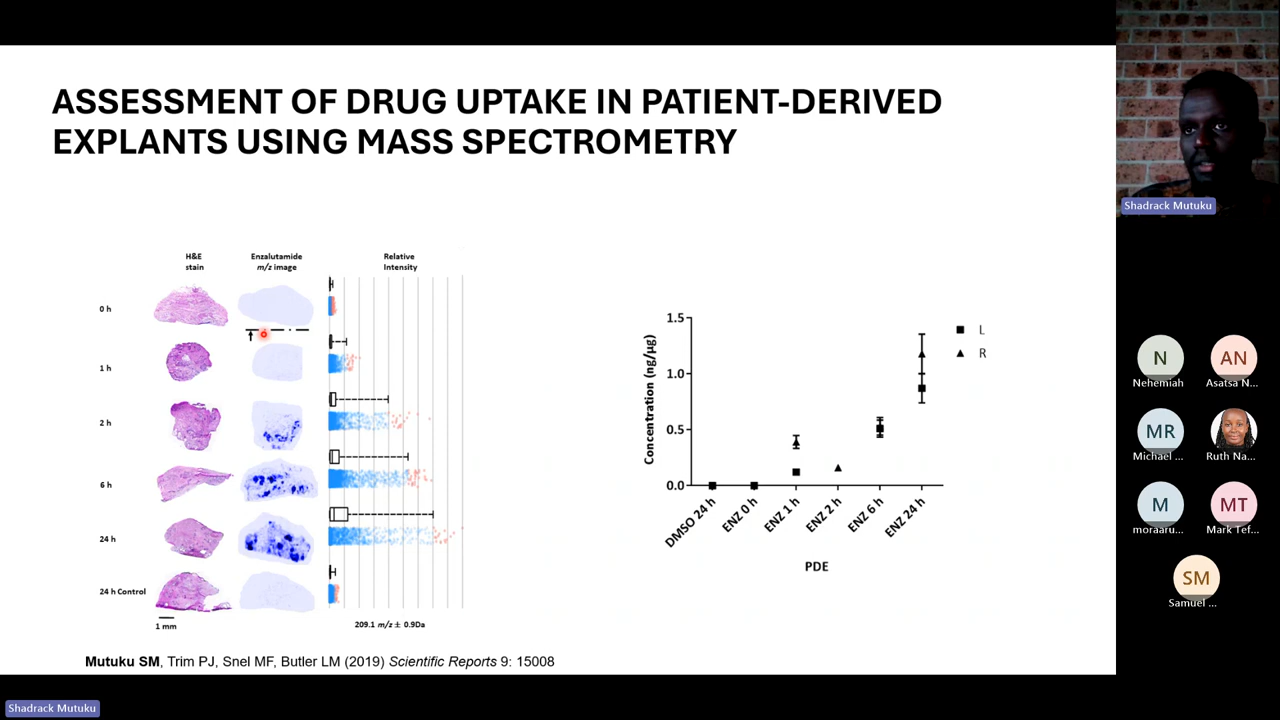 ASSESSMENT OF DRUG UPTAKE IN PATIENT-DERIVED
EXPLANTS USING MASS SPECTROMETRY
H&E
stain
Enzalutamide
m/z image
Relative
Intensity
0 h
1 h
2 h
6 h
24 h
24 h Control
1 mm
209.1 m/z ± 0.9Da
Concentration (ng/µg)
1.5
1.0
0.5
0.0
L
R
DMSO 24 h
ENZ 0 h
ENZ 1 h
ENZ 2 h
ENZ 6 h
ENZ 24 h
PDE
Mutuku SM, Trim PJ, Snel MF, Butler LM (2019) Scientific Reports 9: 15008
Shadrack Mutuku
N
Nehemiah
AN
Asatsa N...
MR
Michael ...
Ruth Na...
M
moraaru...
MT
Mark Tef...
SM
Samuel ...
Shadrack Mutuku